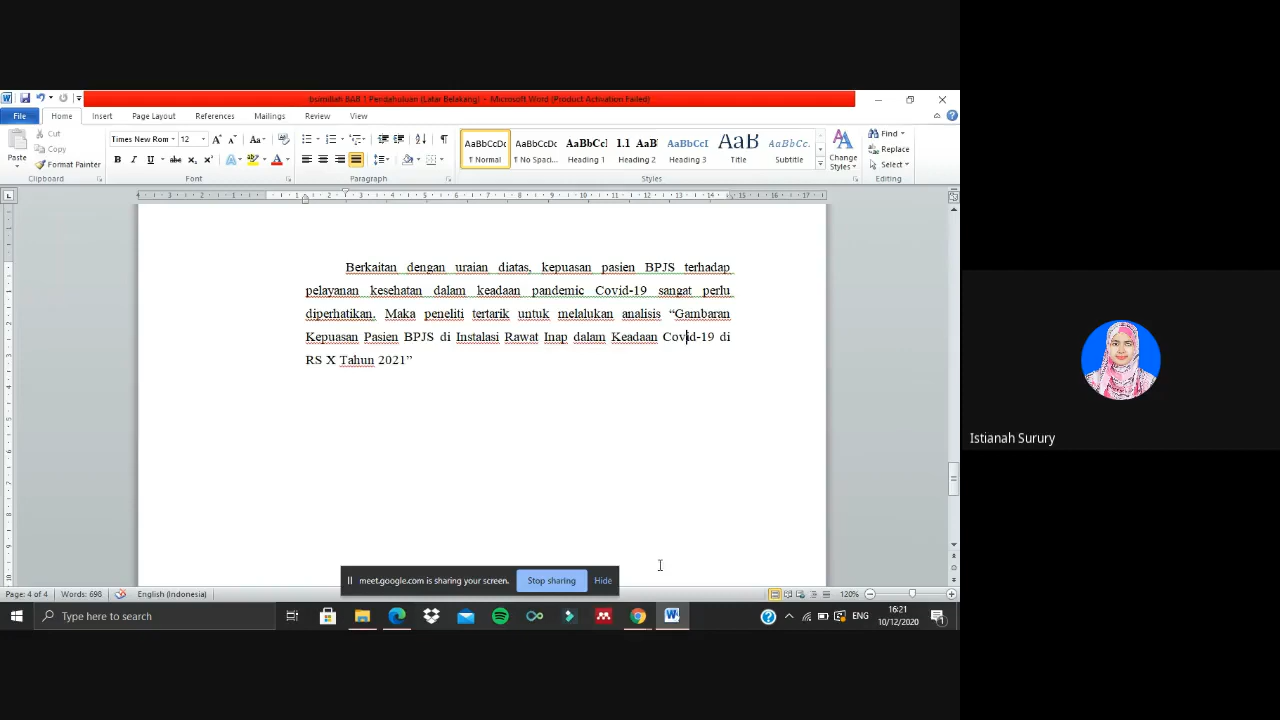 bsimillah BAB 1 Pendahuluan (Latar Belakang) - Microsoft Word (Product Activation Failed)
File Home Insert Page Layout References Mailings Review View
Cut
Copy
Paste
Format Painter
Times New Rom 12
AaBbCcDc AaBbCcDc AaBbCc 1.1 AaB AaBbCcI AaB AaBbCc.
¶ Normal ¶ No Spaci... Heading 1 Heading 2 Heading 3 Title Subtitle
Change
Styles
Find
Replace
Select
Clipboard Font Paragraph Styles Editing
Berkaitan dengan uraian diatas, kepuasan pasien BPJS terhadap
pelayanan kesehatan dalam keadaan pandemic Covid-19 sangat perlu
diperhatikan. Maka peneliti tertarik untuk melalukan analisis “Gambaran
Kepuasan Pasien BPJS di Instalasi Rawat Inap dalam Keadaan Covid-19 di
RS X Tahun 2021”
Istianah Surury
meet.google.com is sharing your screen. Stop sharing Hide
Page: 4 of 4 Words: 698 English (Indonesia) 120%
Type here to search
ENG
16:21
10/12/2020